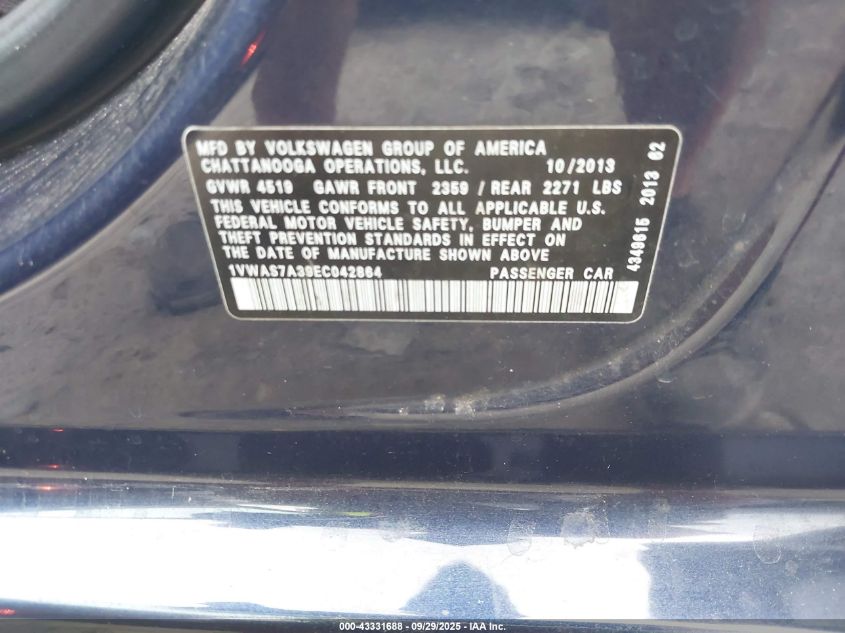 MFD BY VOLKSWAGEN GROUP OF AMERICA
CHATTANOOGA OPERATIONS, LLC. 10/2013
GVWR 4519 GAWR FRONT 2359 / REAR 2271 LBS
THIS VEHICLE CONFORMS TO ALL APPLICABLE U.S.
FEDERAL MOTOR VEHICLE SAFETY, BUMPER AND
THEFT PREVENTION STANDARDS IN EFFECT ON
THE DATE OF MANUFACTURE SHOWN ABOVE
1VWAS7A39EC042864 PASSENGER CAR
4349615 2013 62
000-43331688 - 09/29/2025 - IAA Inc.